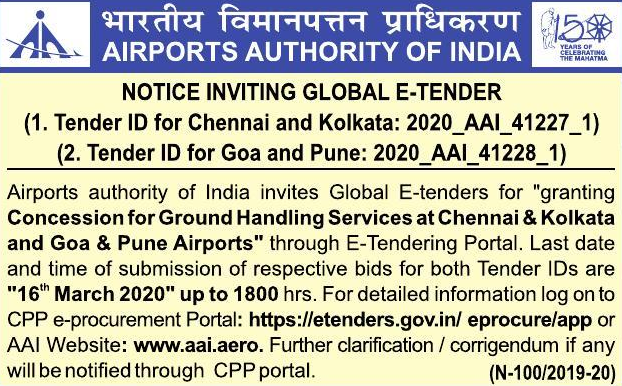 भारतीय विमानपत्तन प्राधिकरण
AIRPORTS AUTHORITY OF INDIA
150
YEARS OF
CELEBRATING
THE MAHATMA
NOTICE INVITING GLOBAL E-TENDER
(1. Tender ID for Chennai and Kolkata: 2020_AAI_41227_1)
(2. Tender ID for Goa and Pune: 2020_AAI_41228_1)
Airports authority of India invites Global E-tenders for "granting
Concession for Ground Handling Services at Chennai & Kolkata
and Goa & Pune Airports" through E-Tendering Portal. Last date
and time of submission of respective bids for both Tender IDs are
"16th March 2020" up to 1800 hrs. For detailed information log on to
CPP e-procurement Portal: https://etenders.gov.in/ eprocure/app or
AAI Website: www.aai.aero. Further clarification / corrigendum if any
will be notified through CPP portal.
(N-100/2019-20)